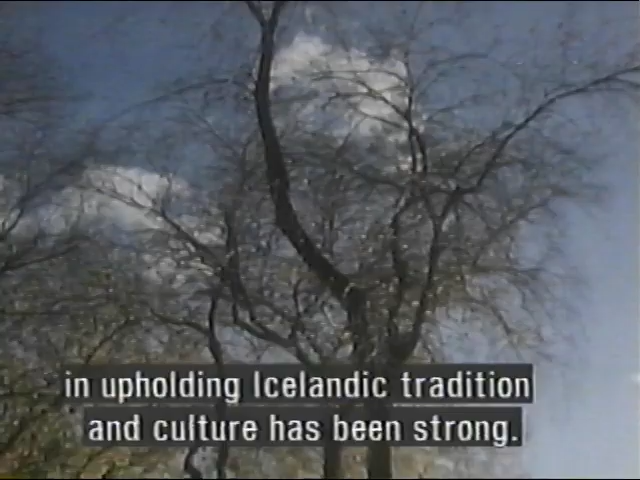 in upholding Icelandic tradition
and culture has been strong.